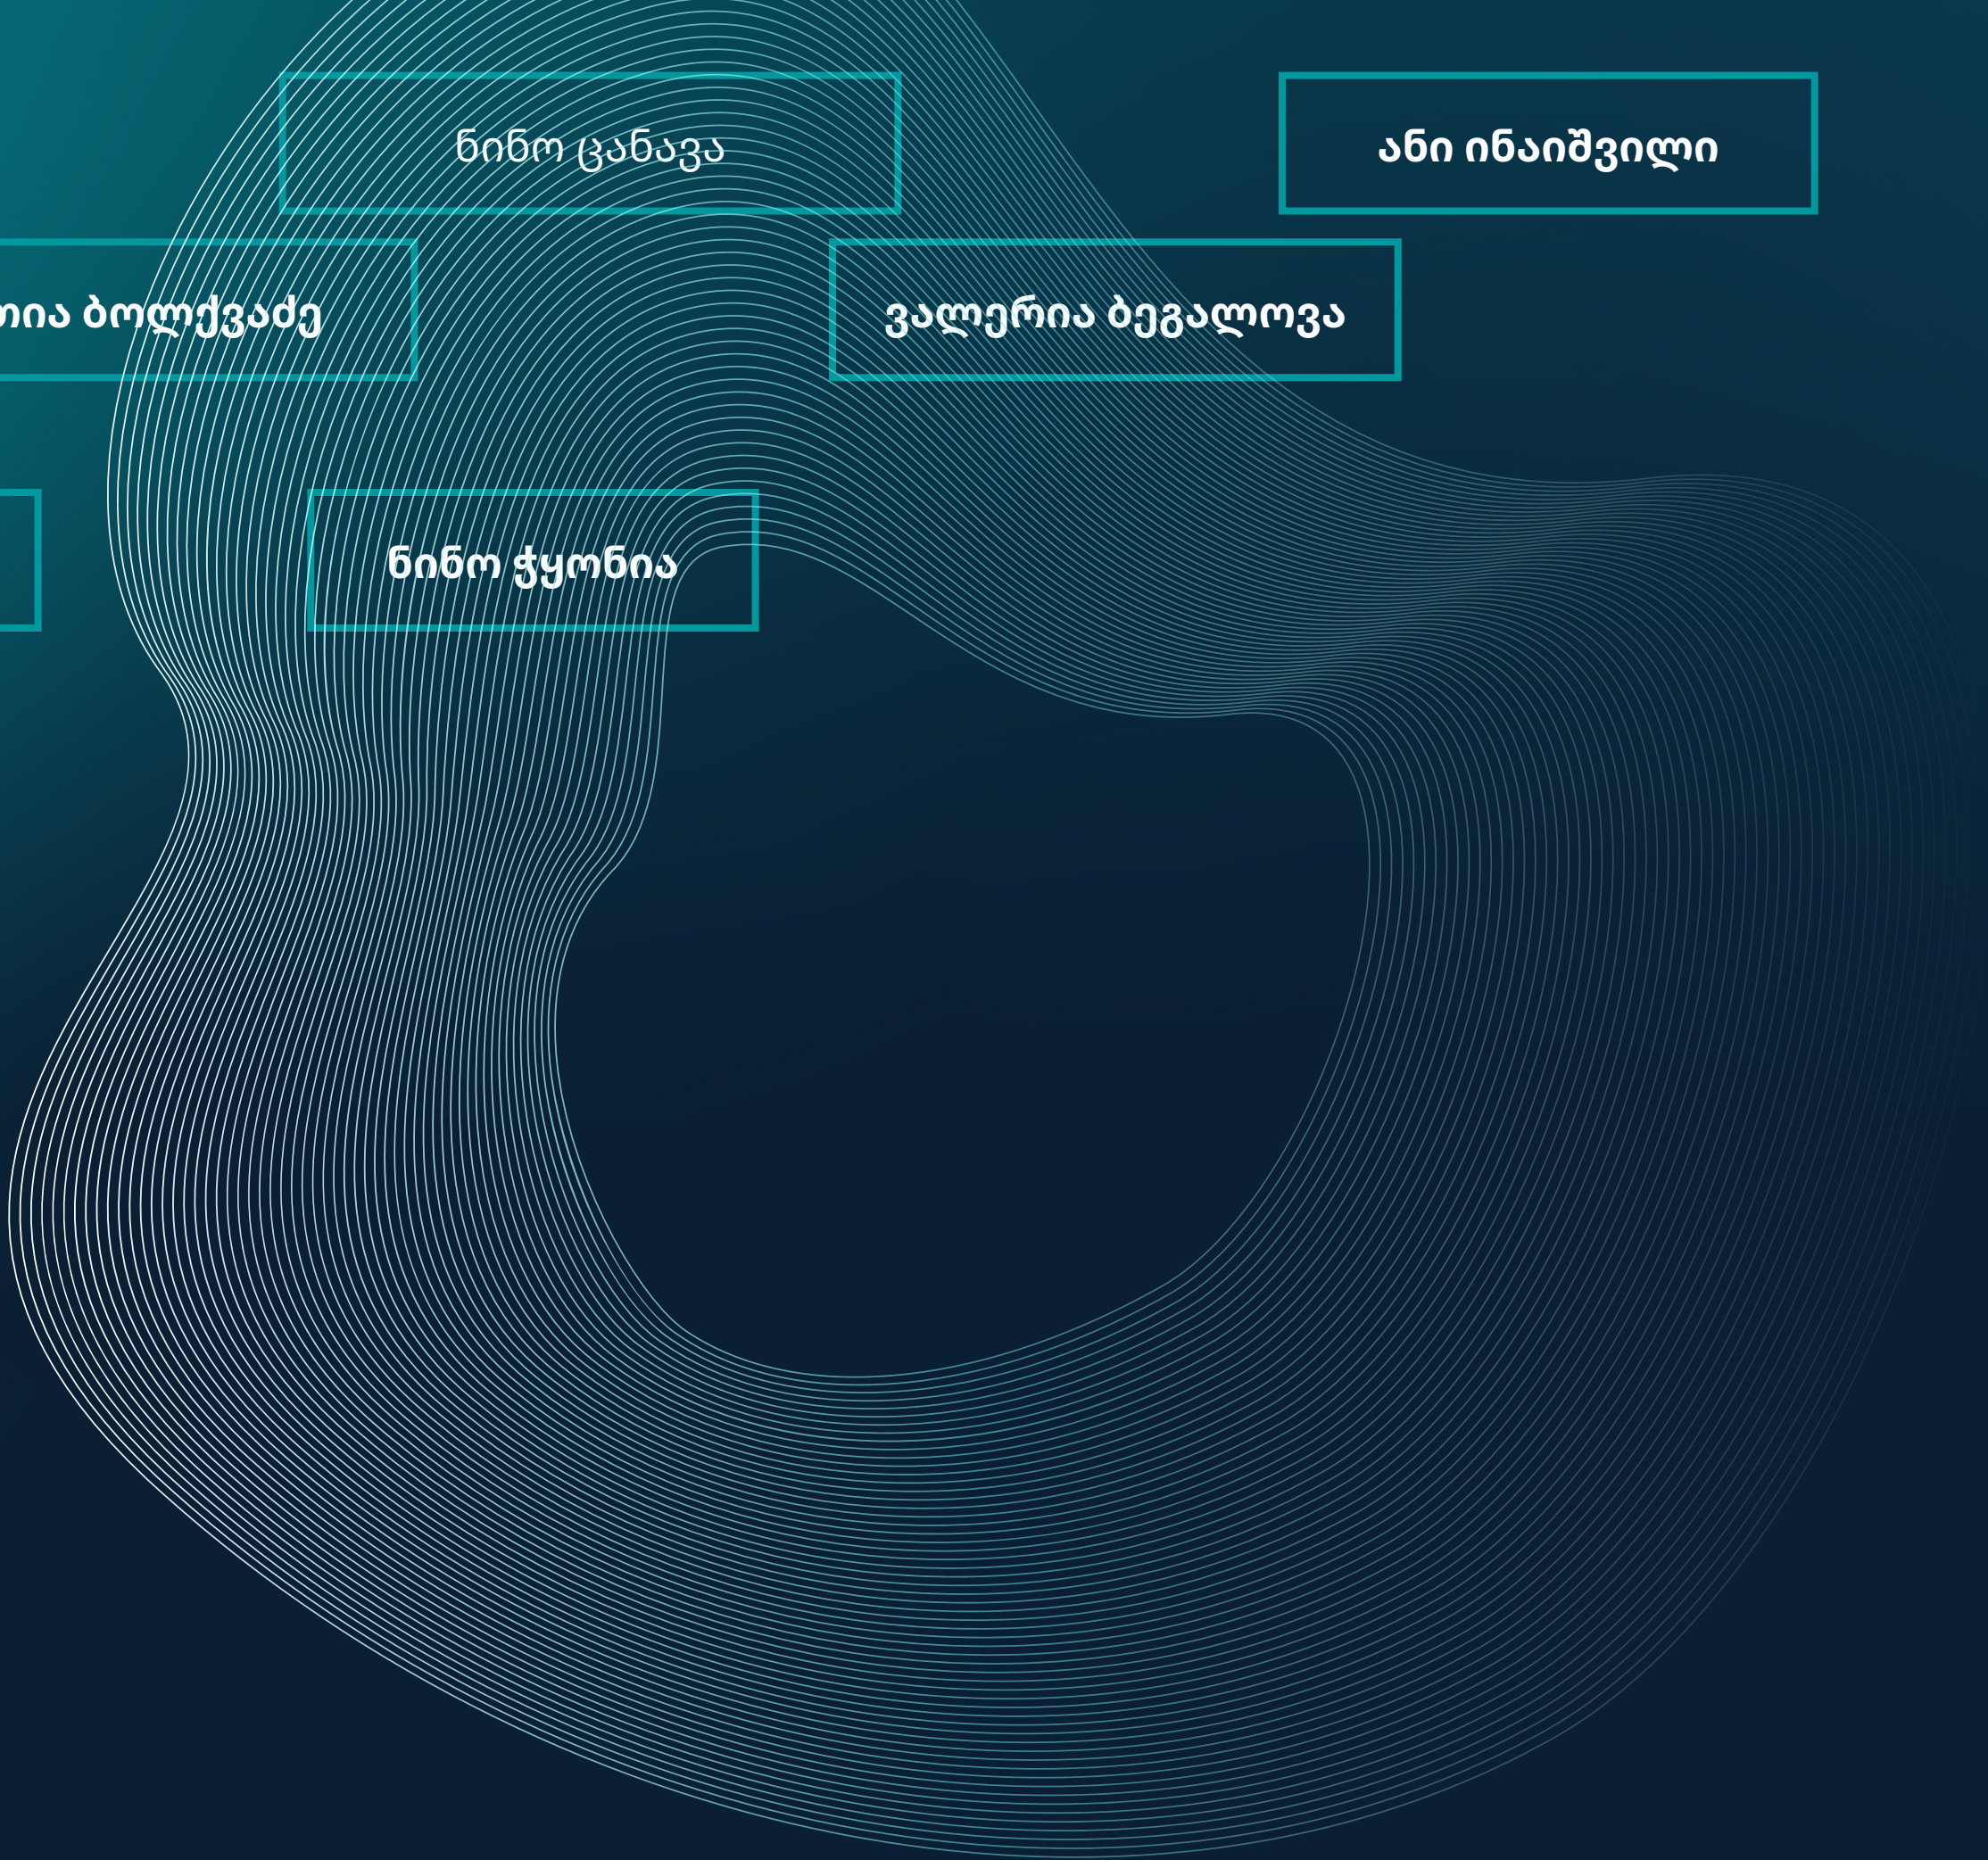 ნინო ცანავა
ანი ინაიშვილი
ბოლქვაძე
ვალერია ბეგალოვა
ნინო ჭყონია